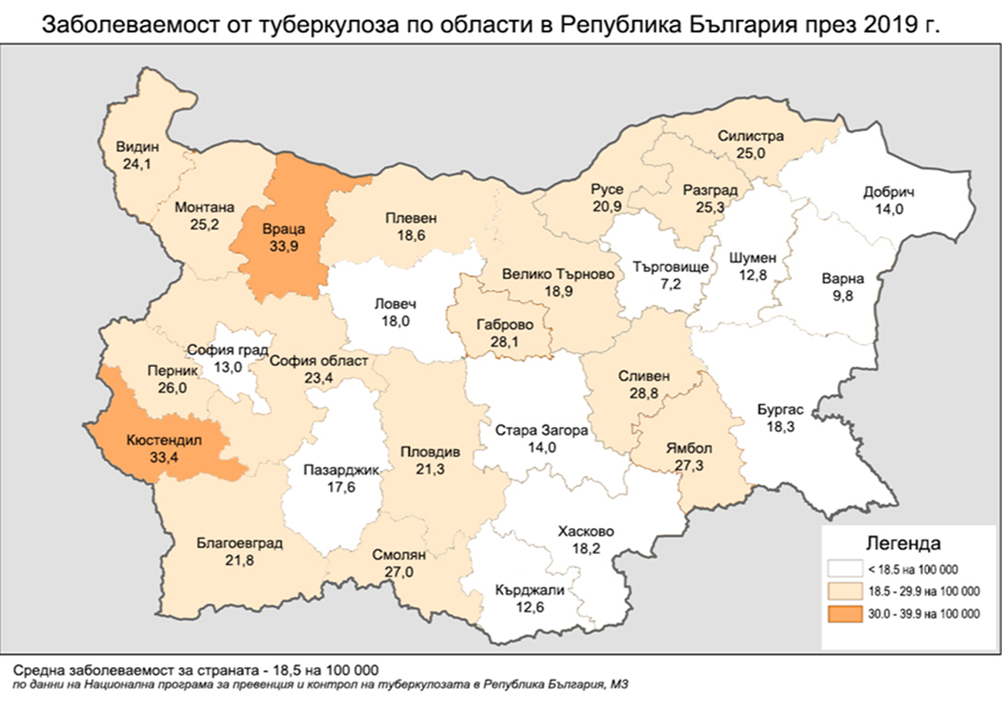 Заболеваемост от туберкулоза по области в Република България през 2019 г.
Видин
24,1
Монтана
25,2
Враца
33,9
Плевен
18,6
Ловеч
18,0
Велико Търново
18,9
Габрово
28,1
Русе
20,9
Разград
25,3
Силистра
25,0
Добрич
14,0
Търговище
7,2
Шумен
12,8
Варна
9,8
София град
13,0
София област
23,4
Перник
26,0
Кюстендил
33,4
Пазарджик
17,6
Пловдив
21,3
Стара Загора
14,0
Сливен
28,8
Ямбол
27,3
Бургас
18,3
Благоевград
21,8
Смолян
27,0
Хасково
18,2
Кърджали
12,6
Легенда
< 18.5 на 100 000
18.5 - 29.9 на 100 000
30.0 - 39.9 на 100 000
Средна заболеваемост за страната - 18,5 на 100 000
по данни на Национална програма за превенция и контрол на туберкулозата в Република България, МЗ